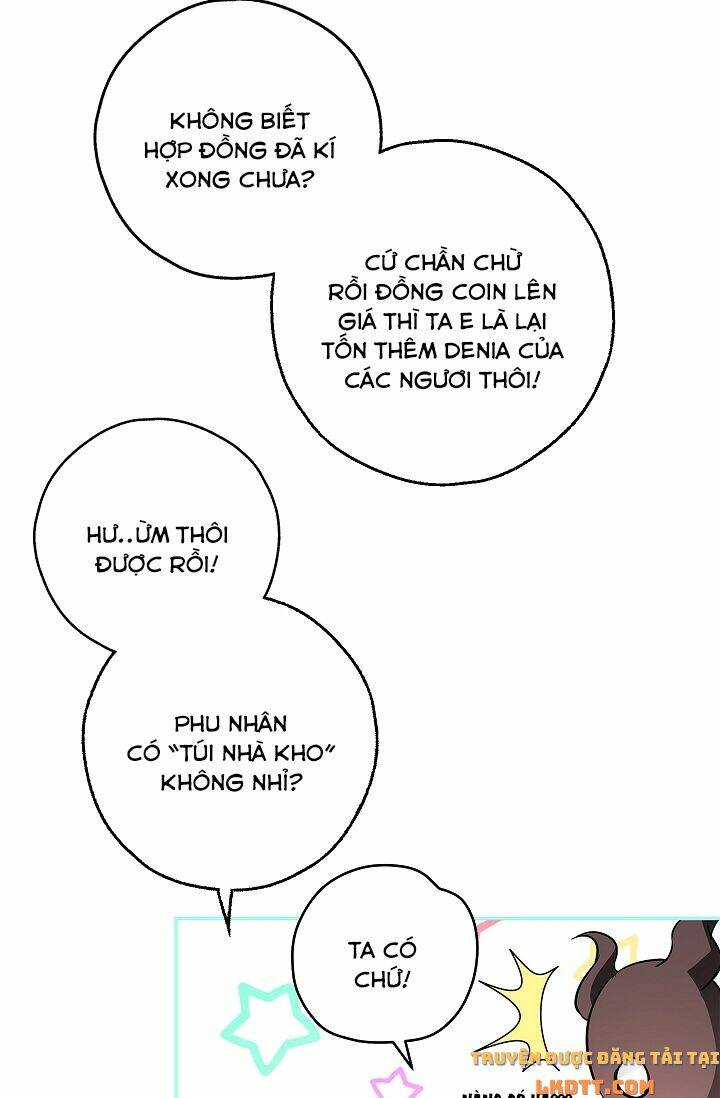 KHÔNG BIẾT
HỢP ĐỒNG ĐÃ KÍ
XONG CHƯA?
CỨ CHẦN CHỪ
RỒI ĐỒNG COIN LÊN
GIÁ THÌ TA E LÀ LẠI
TỐN THÊM DENIA CỦA
CÁC NGƯƠI THÔI!
HƯ..ỪM THÔI
ĐƯỢC RỒI!
PHU NHÂN
CÓ “TÚI NHÀ KHO”
KHÔNG NHỈ?
TA CÓ
CHỨ!
TRUYỆN ĐƯỢC ĐĂNG TẢI TẠI
LKDTT.COM